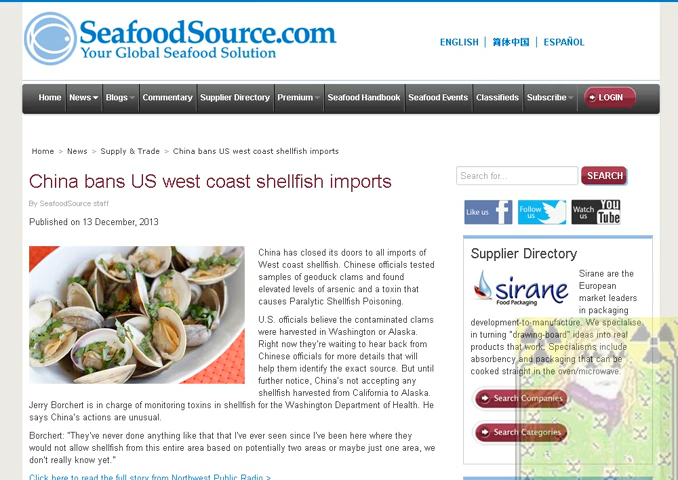 SeafoodSource.com
Your Global Seafood Solution
ENGLISH | 简体中国 | ESPAÑOL
Home News Blogs Commentary Supplier Directory Premium Seafood Handbook Seafood Events Classifieds Subscribe LOGIN
Home > News > Supply & Trade > China bans US west coast shellfish imports
Search for... SEARCH
China bans US west coast shellfish imports
By SeafoodSource staff
Published on 13 December, 2013
Like us f
Follow us
Watch us YouTube
China has closed its doors to all imports of
West coast shellfish. Chinese officials tested
samples of geoduck clams and found
elevated levels of arsenic and a toxin that
causes Paralytic Shellfish Poisoning.
U.S. officials believe the contaminated clams
were harvested in Washington or Alaska.
Right now they're waiting to hear back from
Chinese officials for more details that will
help them identify the exact source. But until
further notice, China's not accepting any
shellfish harvested from California to Alaska.
Jerry Borchert is in charge of monitoring toxins in shellfish for the Washington Department of Health. He
says China's actions are unusual.
Borchert: "They've never done anything like that that I've ever seen since I've been here where they
would not allow shellfish from this entire area based on potentially two areas or maybe just one area, we
don't really know yet."
Click here to read the full story from Northwest Public Radio >
Supplier Directory
sirane
Food Packaging
Sirane are the
European
market leaders
in packaging
development-to-manufacture. We specialise
in turning "drawing-board" ideas into real
products that work. Specialisms include
absorbency and packaging that can be
cooked straight in the oven/microwave.
Search Companies
Search Categories